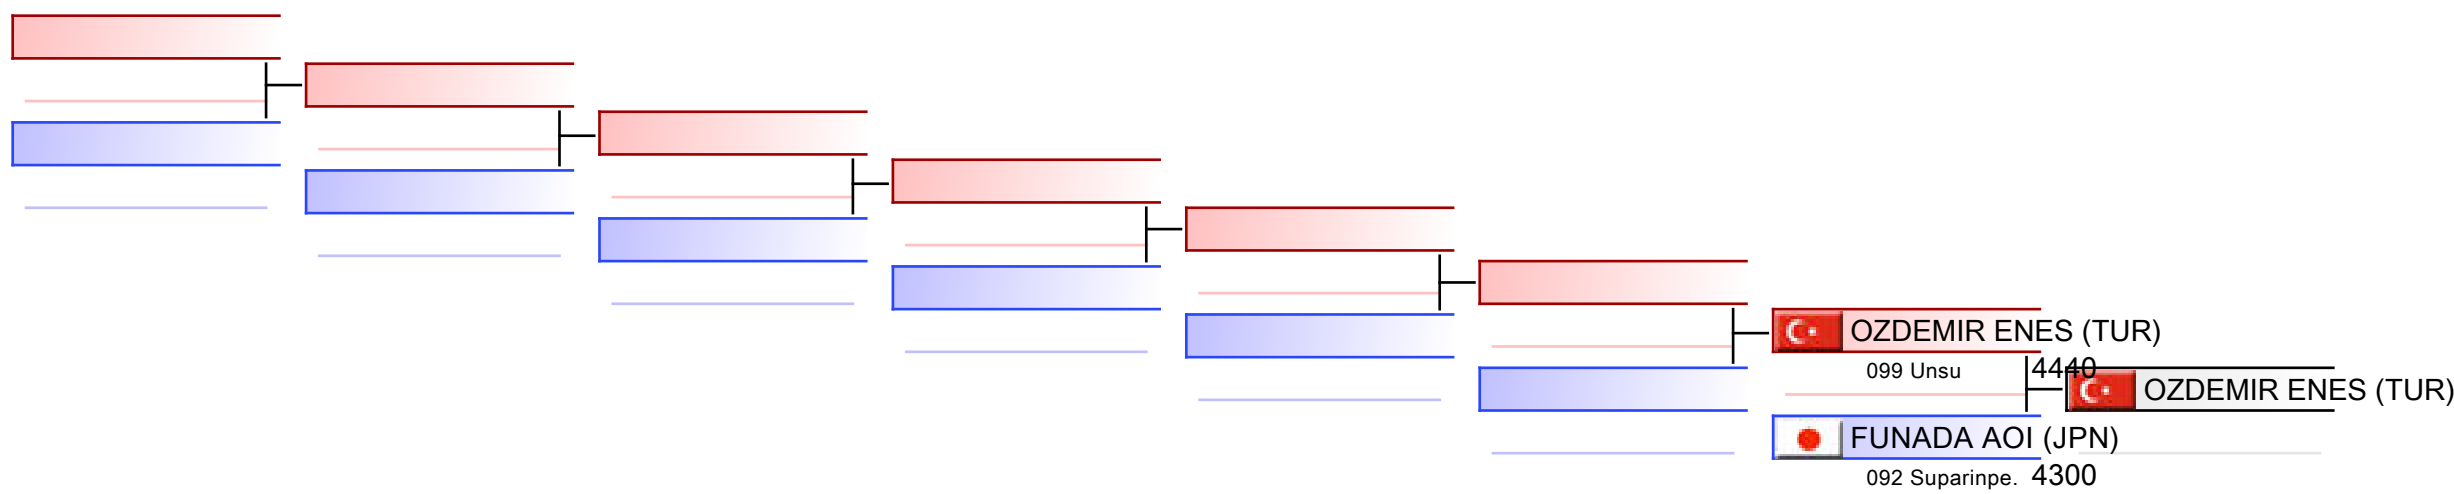 OZDEMIR ENES (TUR)
099 Unsu 4440
OZDEMIR ENES (TUR)
FUNADA AOI (JPN)
092 Suparinpe. 4300